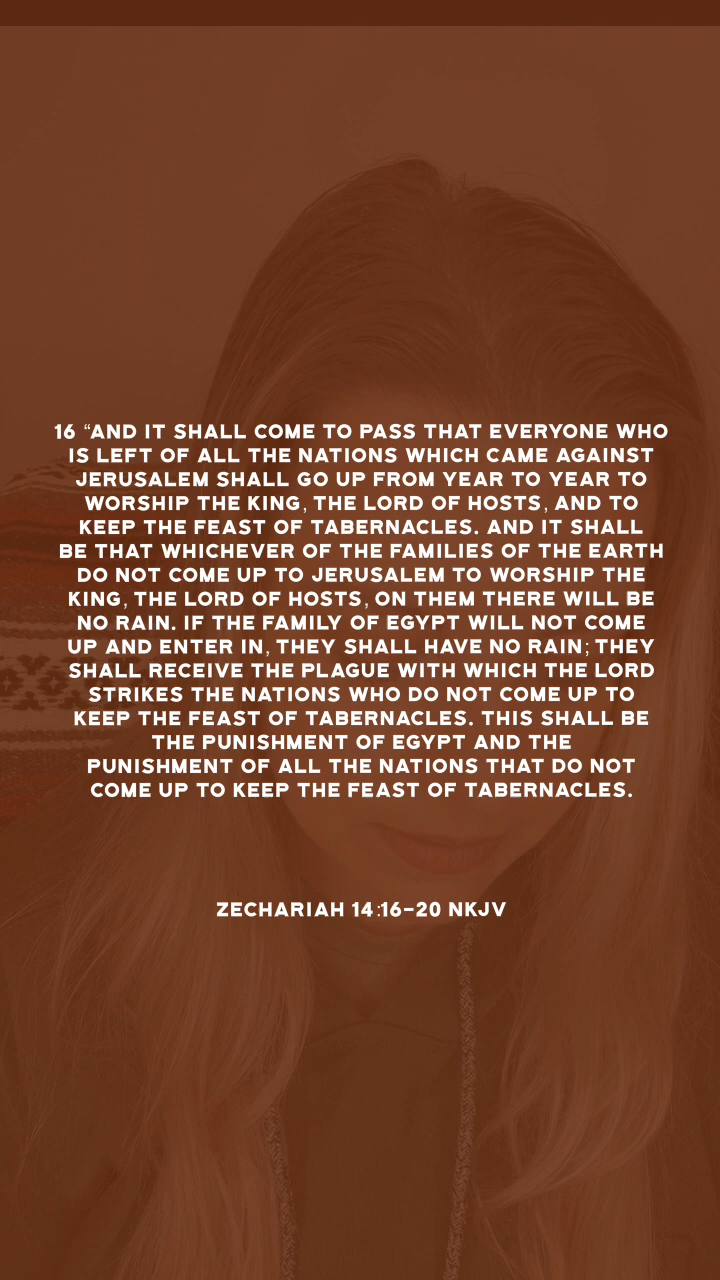 16 “AND IT SHALL COME TO PASS THAT EVERYONE WHO
IS LEFT OF ALL THE NATIONS WHICH CAME AGAINST
JERUSALEM SHALL GO UP FROM YEAR TO YEAR TO
WORSHIP THE KING, THE LORD OF HOSTS, AND TO
KEEP THE FEAST OF TABERNACLES. AND IT SHALL
BE THAT WHICHEVER OF THE FAMILIES OF THE EARTH
DO NOT COME UP TO JERUSALEM TO WORSHIP THE
KING, THE LORD OF HOSTS, ON THEM THERE WILL BE
NO RAIN. IF THE FAMILY OF EGYPT WILL NOT COME
UP AND ENTER IN, THEY SHALL HAVE NO RAIN; THEY
SHALL RECEIVE THE PLAGUE WITH WHICH THE LORD
STRIKES THE NATIONS WHO DO NOT COME UP TO
KEEP THE FEAST OF TABERNACLES. THIS SHALL BE
THE PUNISHMENT OF EGYPT AND THE
PUNISHMENT OF ALL THE NATIONS THAT DO NOT
COME UP TO KEEP THE FEAST OF TABERNACLES.
ZECHARIAH 14:16-20 NKJV